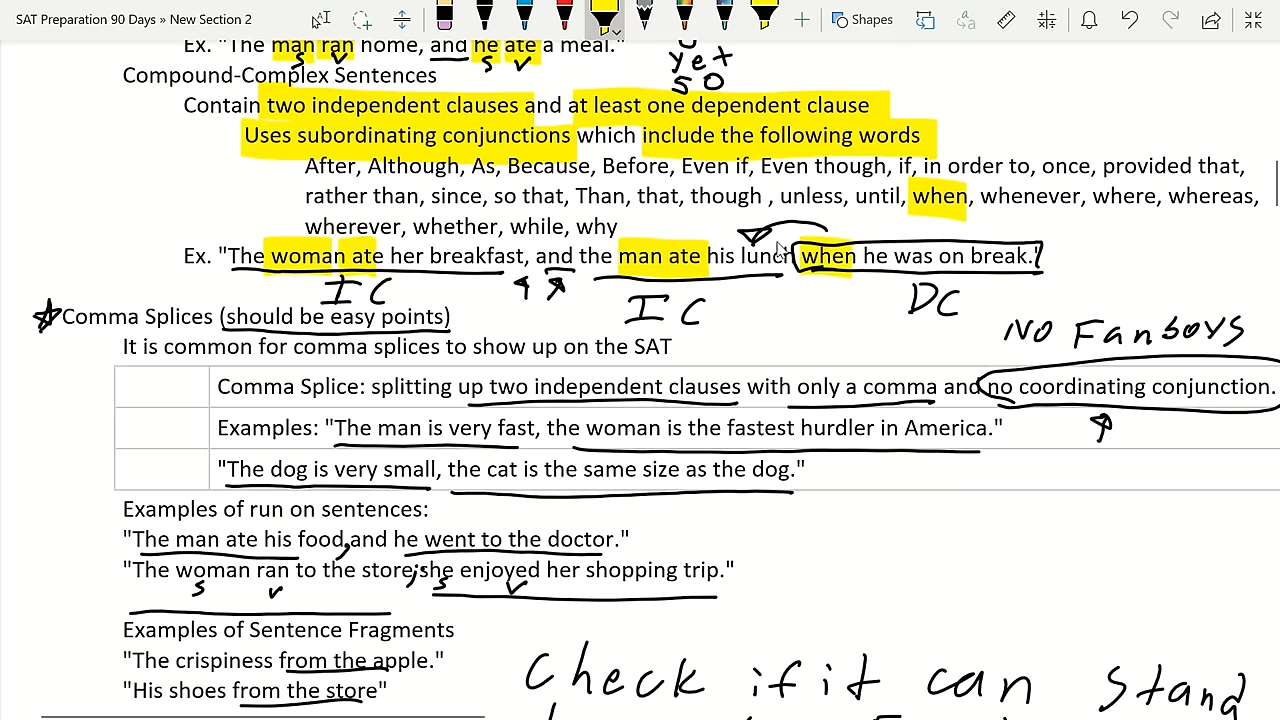 SAT Preparation 90 Days » New Section 2
Shapes
Ex. "The man ran home, and he ate a meal."
S V S V
yet
so
Compound-Complex Sentences
Contain two independent clauses and at least one dependent clause
Uses subordinating conjunctions which include the following words
After, Although, As, Because, Before, Even if, Even though, if, in order to, once, provided that,
rather than, since, so that, Than, that, though , unless, until, when, whenever, where, whereas,
wherever, whether, while, why
Ex. "The woman ate her breakfast, and the man ate his lunch when he was on break."
IC IC DC
Comma Splices (should be easy points)
NO Fanboys
It is common for comma splices to show up on the SAT
Comma Splice: splitting up two independent clauses with only a comma and no coordinating conjunction.
Examples: "The man is very fast, the woman is the fastest hurdler in America."
"The dog is very small, the cat is the same size as the dog."
Examples of run on sentences:
"The man ate his food,and he went to the doctor."
"The woman ran to the store;she enjoyed her shopping trip."
S V S V
Examples of Sentence Fragments
"The crispiness from the apple."
"His shoes from the store"
Check if it can stand